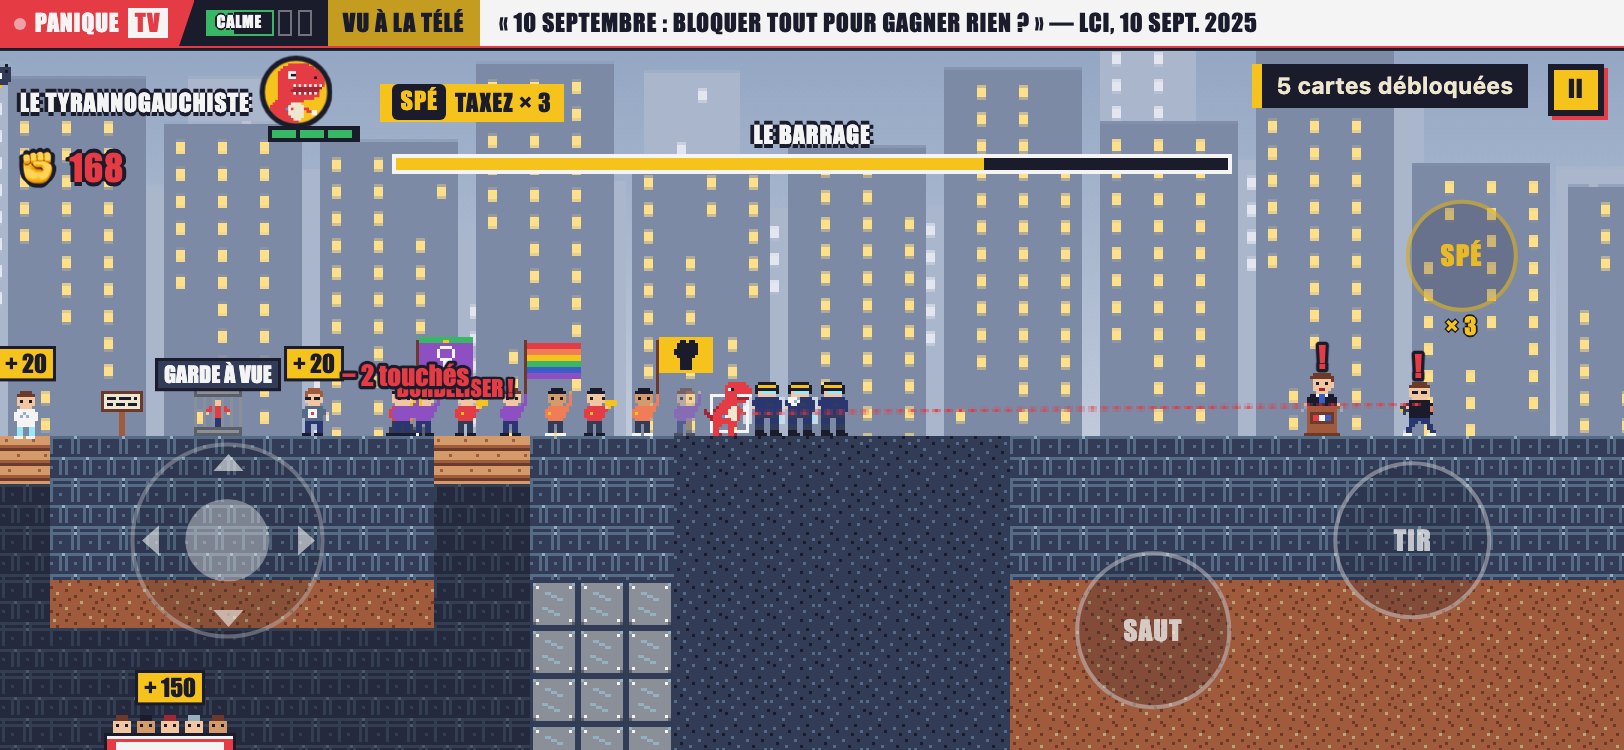 PANIQUE TV
CALME
VU À LA TÉLÉ
« 10 SEPTEMBRE : BLOQUER TOUT POUR GAGNER RIEN ? » — LCI, 10 SEPT. 2025
LE TYRANNOGAUCHISTE
SPÉ TAXEZ × 3
5 cartes débloquées
LE BARRAGE
✊ 168
SPÉ
× 3
+ 20
GARDE À VUE
+ 20
– 2 touchés
!
!
TIR
SAUT
+ 150